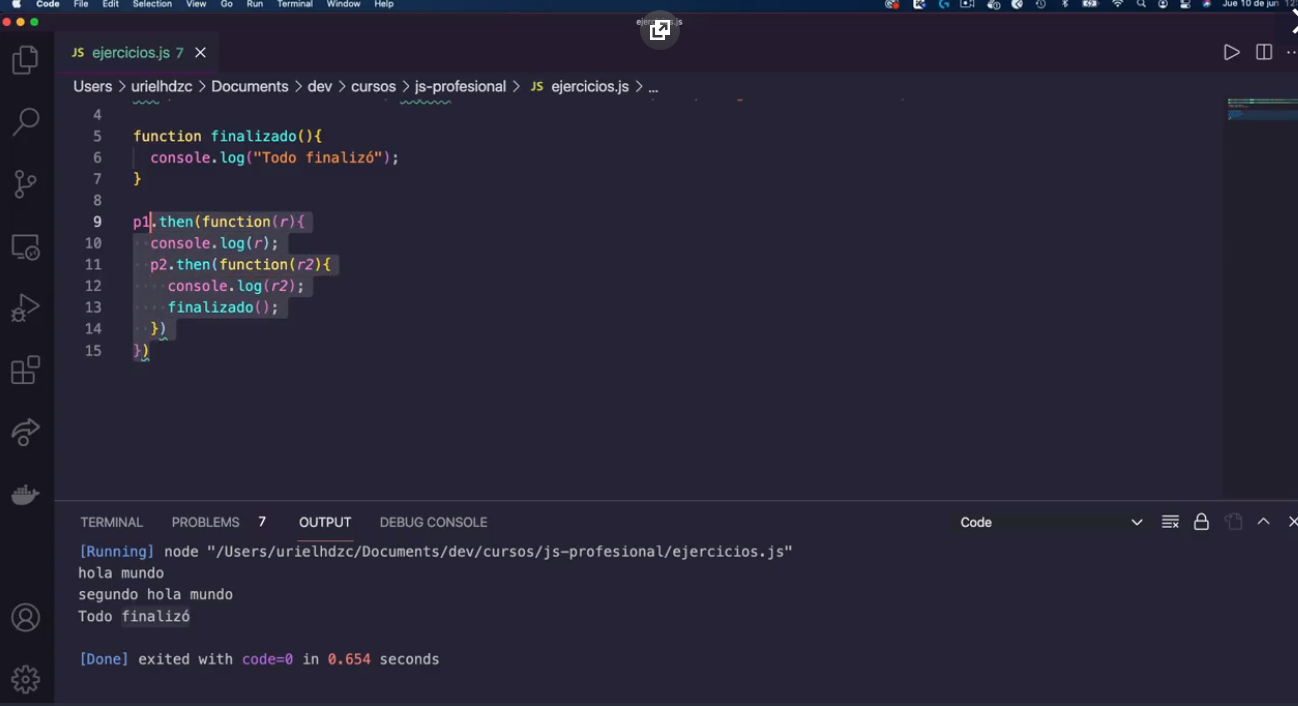 Code File Edit Selection View Go Run Terminal Window Help Jue 10 de jun
JS ejercicios.js 7
Users > urielhdzc > Documents > dev > cursos > js-profesional > JS ejercicios.js > ...
4
5 function finalizado(){
6 console.log("Todo finalizó");
7 }
8
9 p1.then(function(r){
10 console.log(r);
11 p2.then(function(r2){
12 console.log(r2);
13 finalizado();
14 })
15 })
TERMINAL PROBLEMS 7 OUTPUT DEBUG CONSOLE Code
[Running] node "/Users/urielhdzc/Documents/dev/cursos/js-profesional/ejercicios.js"
hola mundo
segundo hola mundo
Todo finalizó
[Done] exited with code=0 in 0.654 seconds